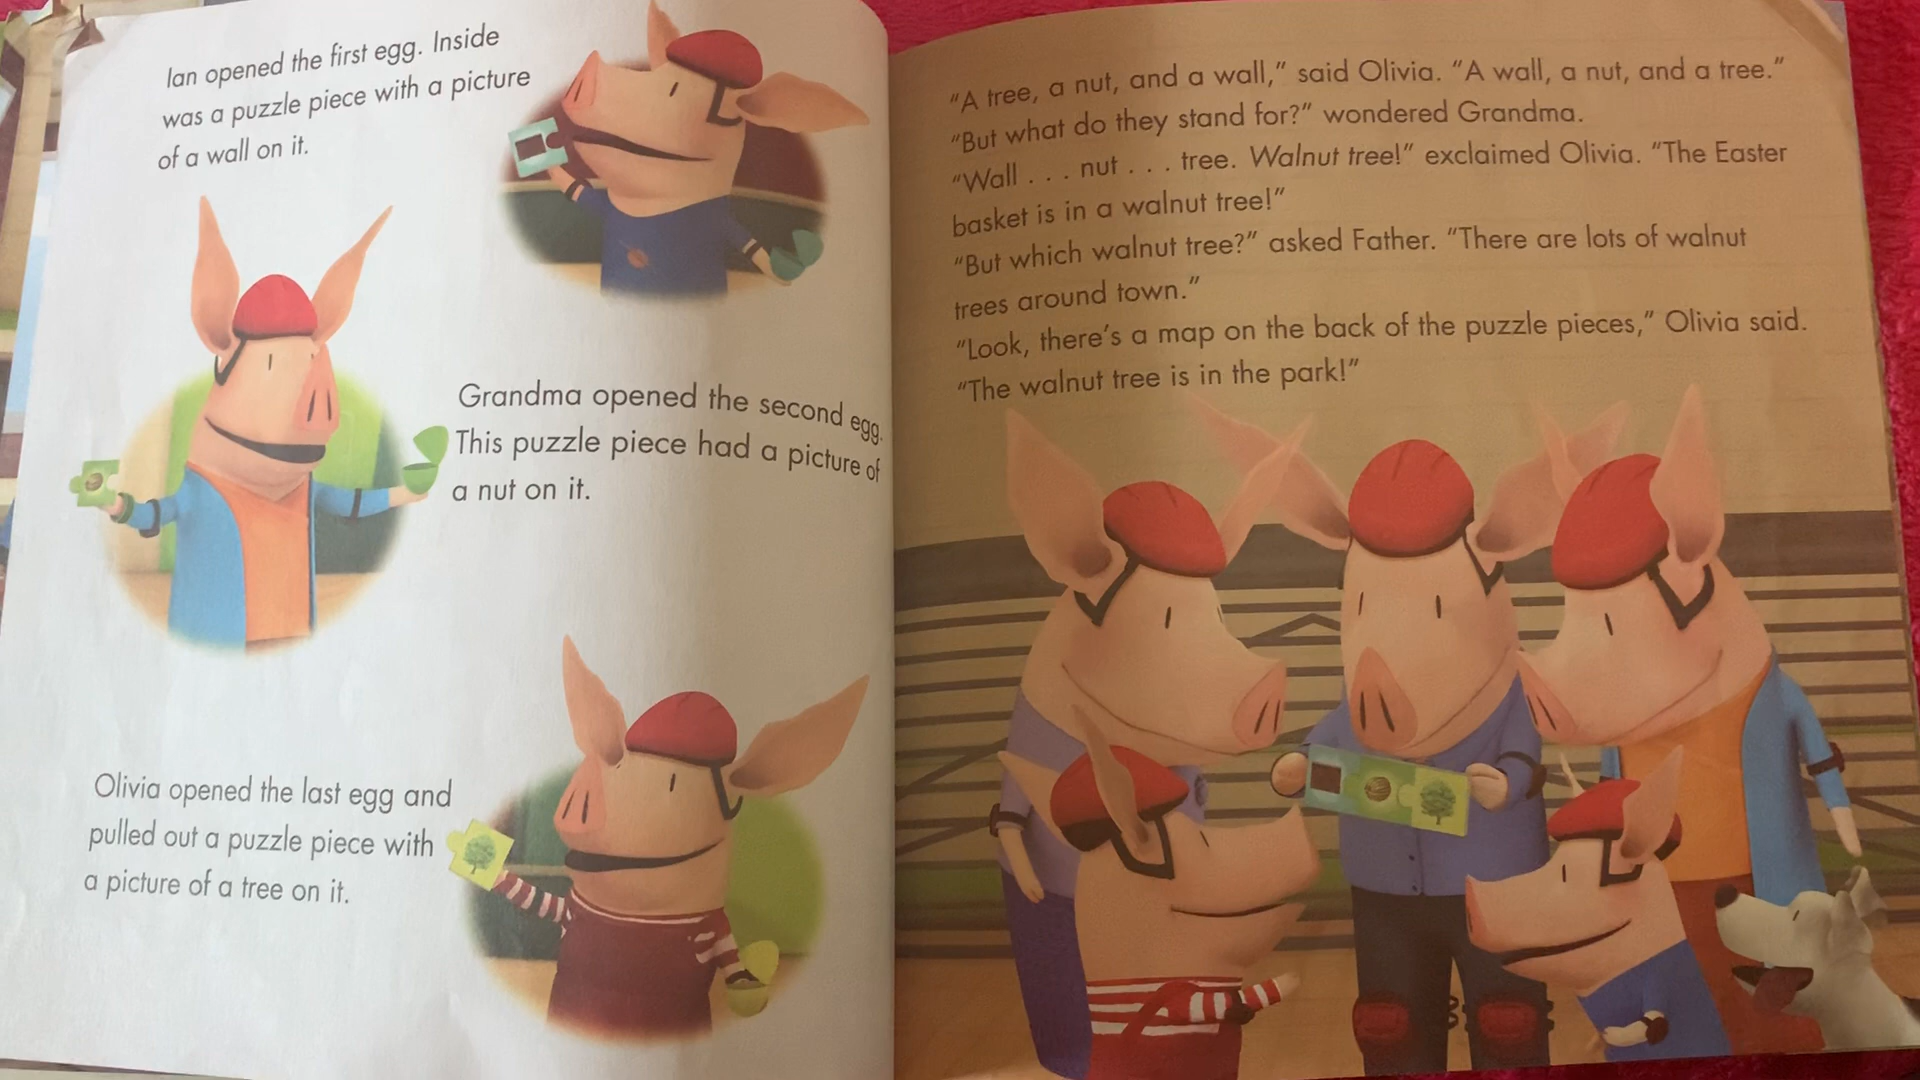 Ian opened the first egg. Inside
was a puzzle piece with a picture
of a wall on it.
Grandma opened the second egg.
This puzzle piece had a picture of
a nut on it.
Olivia opened the last egg and
pulled out a puzzle piece with
a picture of a tree on it.
“A tree, a nut, and a wall,” said Olivia. “A wall, a nut, and a tree.”
“But what do they stand for?” wondered Grandma.
“Wall . . . nut . . . tree. Walnut tree!” exclaimed Olivia. “The Easter
basket is in a walnut tree!”
“But which walnut tree?” asked Father. “There are lots of walnut
trees around town.”
“Look, there’s a map on the back of the puzzle pieces,” Olivia said.
“The walnut tree is in the park!”